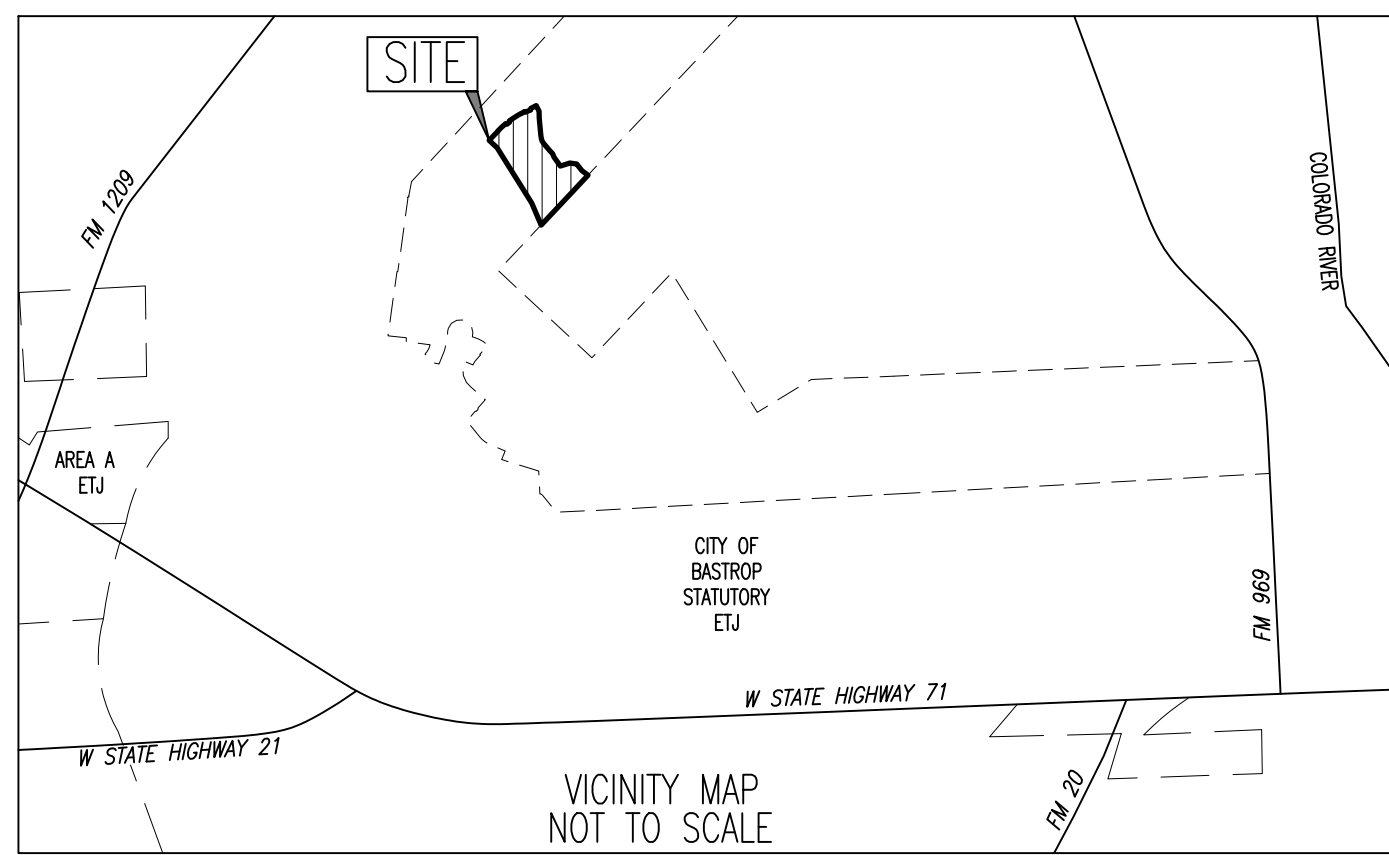 SITE
FM 1209
COLORADO RIVER
AREA A
ETJ
CITY OF
BASTROP
STATUTORY
ETJ
FM 969
W STATE HIGHWAY 71
W STATE HIGHWAY 21
VICINITY MAP
NOT TO SCALE
FM 20